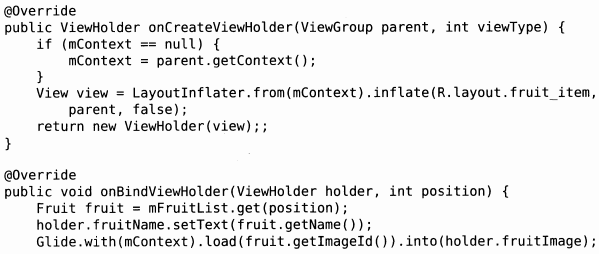 @Override
public ViewHolder onCreateViewHolder(ViewGroup parent, int viewType) {
    if (mContext == null) {
        mContext = parent.getContext();
    }
    View view = LayoutInflater.from(mContext).inflate(R.layout.fruit_item,
        parent, false);
    return new ViewHolder(view);;
}

@Override
public void onBindViewHolder(ViewHolder holder, int position) {
    Fruit fruit = mFruitList.get(position);
    holder.fruitName.setText(fruit.getName());
    Glide.with(mContext).load(fruit.getImageId()).into(holder.fruitImage);